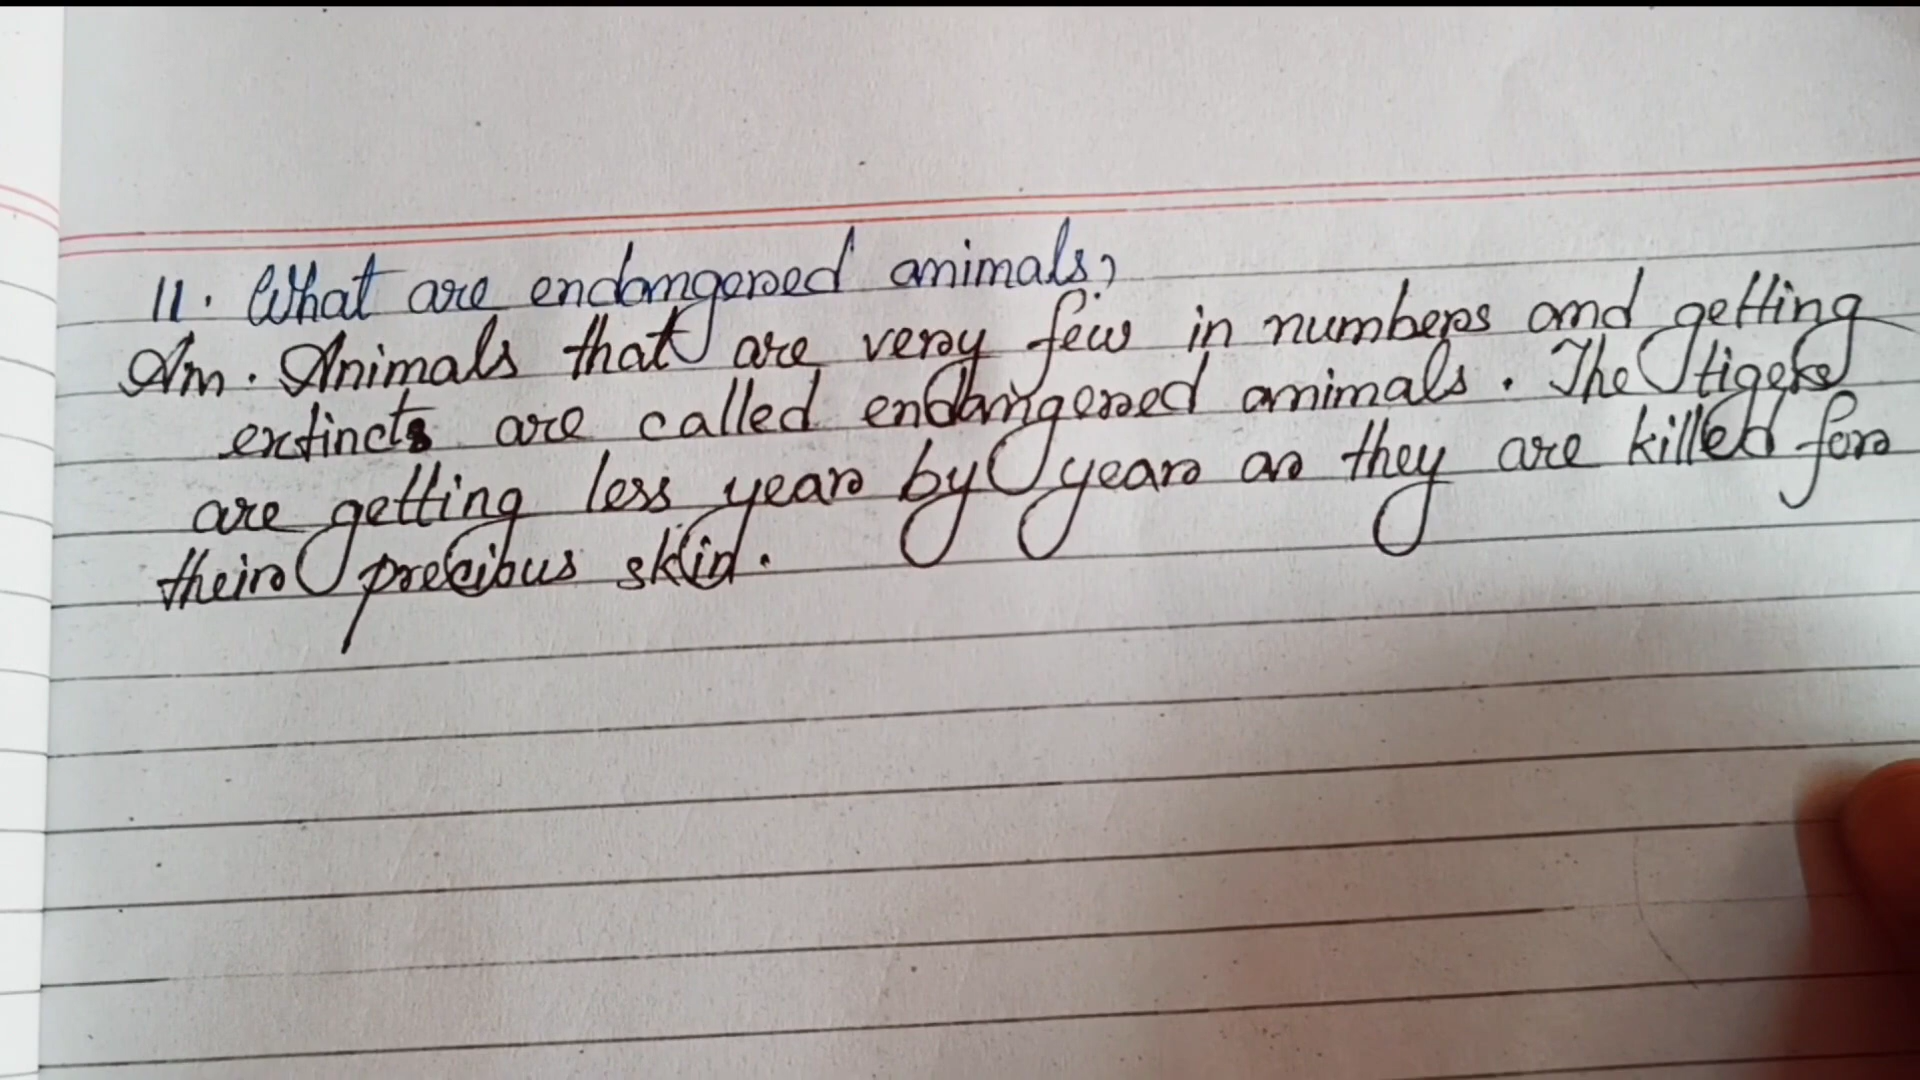 11. What are endangered animals?
Ans. Animals that are very few in numbers and getting
extincts are called endangered animals. The tigers
are getting less year by year as they are killed for
their precious skin.